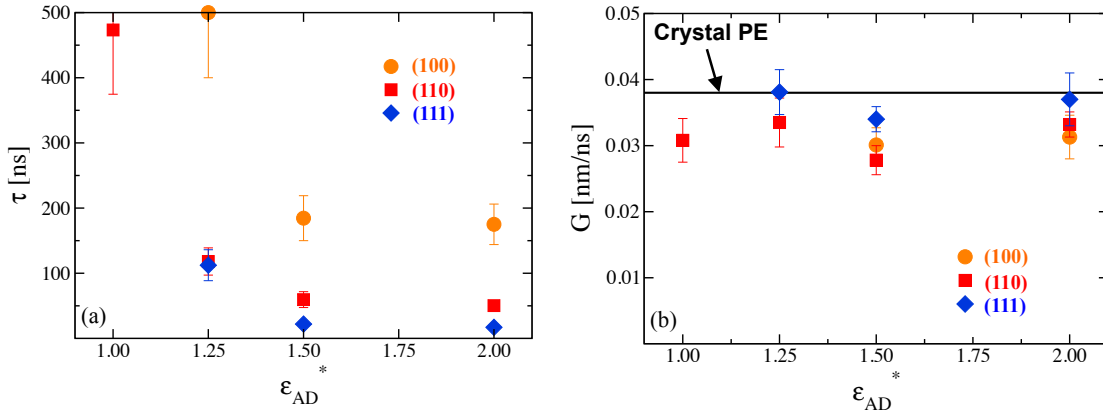 500
400
300
200
100
τ [ns]
(100)
(110)
(111)
(a)
1.00 1.25 1.50 1.75 2.00
ε_AD*
0.05
0.04
0.03
0.02
0.01
G [nm/ns]
Crystal PE
(100)
(110)
(111)
(b)
1.00 1.25 1.50 1.75 2.00
ε_AD*